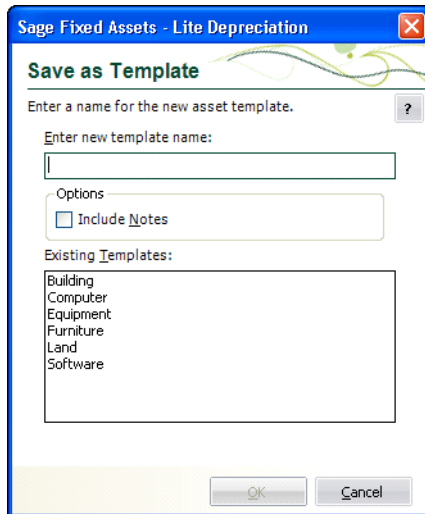 Sage Fixed Assets - Lite Depreciation
Save as Template
Enter a name for the new asset template.
?
Enter new template name:
Options
Include Notes
Existing Templates:
Building
Computer
Equipment
Furniture
Land
Software
OK
Cancel